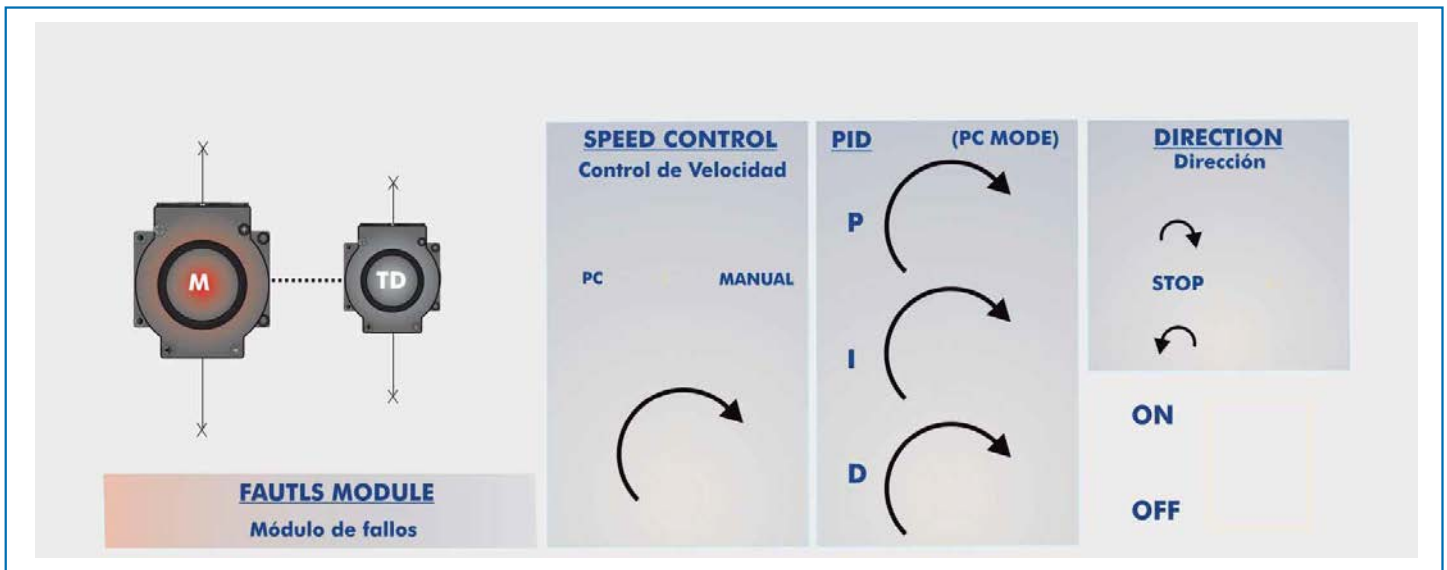 M
TD
FAUTLS MODULE
Módulo de fallos
SPEED CONTROL
Control de Velocidad
PC MANUAL
PID (PC MODE)
P
I
D
DIRECTION
Dirección
STOP
ON
OFF